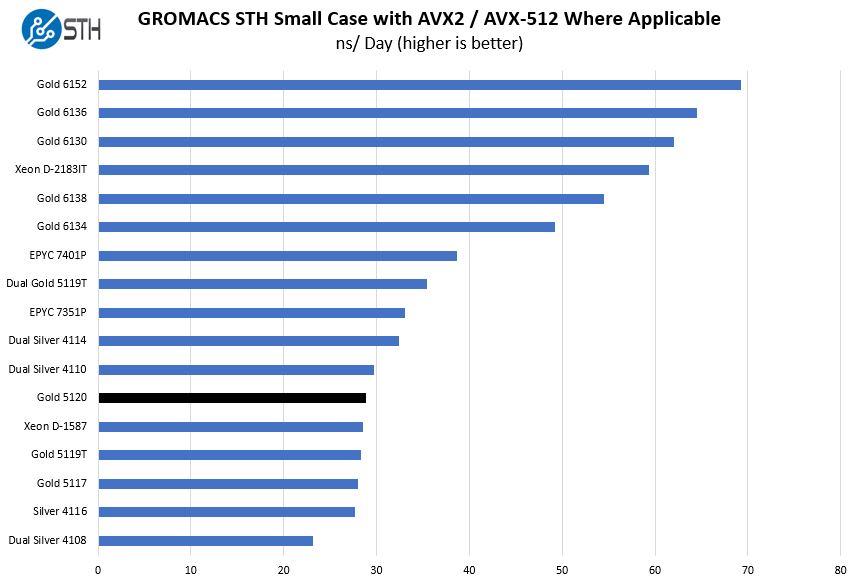 STH
GROMACS STH Small Case with AVX2 / AVX-512 Where Applicable
ns/ Day (higher is better)
Gold 6152
Gold 6136
Gold 6130
Xeon D-2183IT
Gold 6138
Gold 6134
EPYC 7401P
Dual Gold 5119T
EPYC 7351P
Dual Silver 4114
Dual Silver 4110
Gold 5120
Xeon D-1587
Gold 5119T
Gold 5117
Silver 4116
Dual Silver 4108
0 10 20 30 40 50 60 70 80